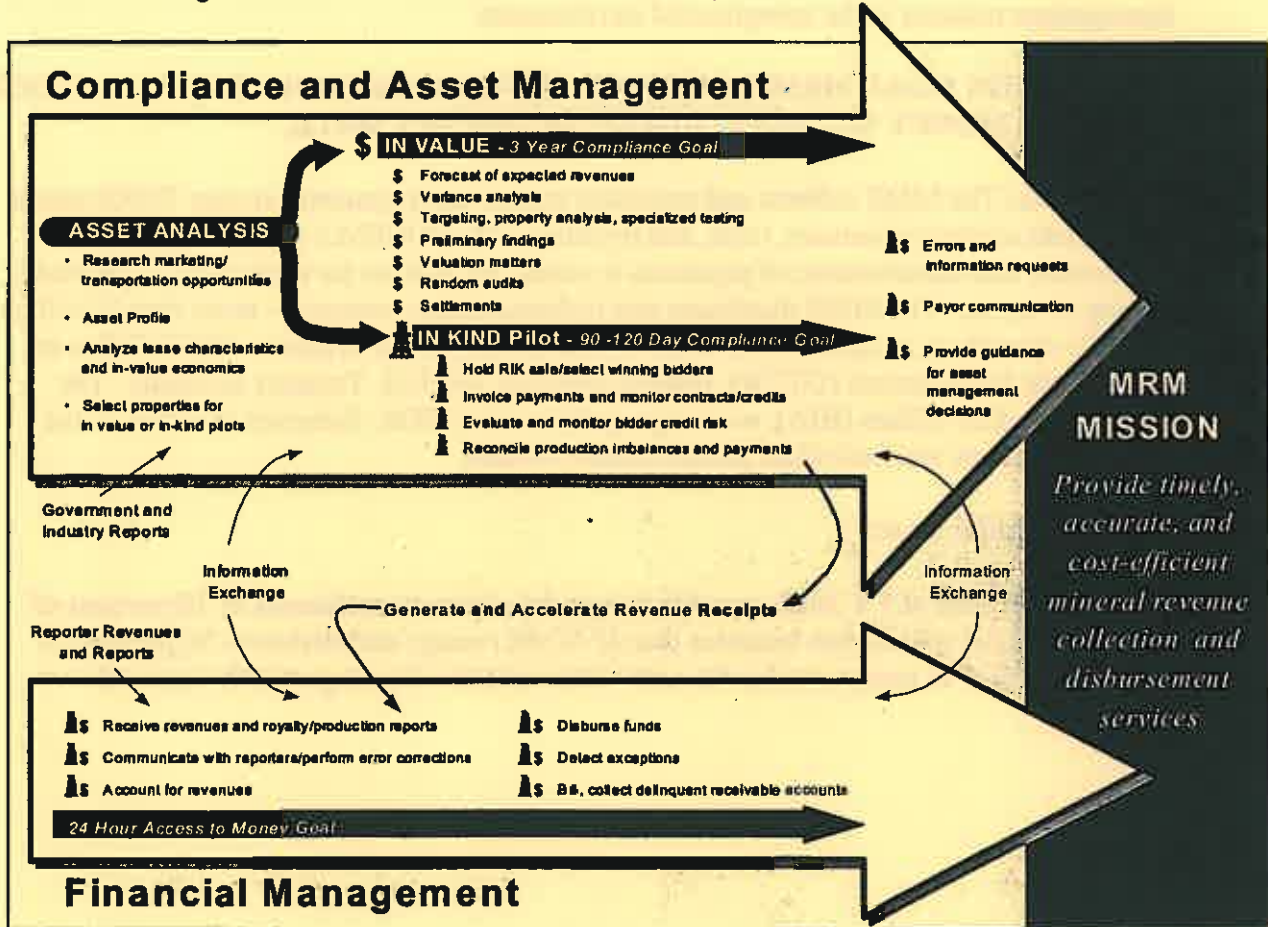 Compliance and Asset Management
$ IN VALUE - 3 Year Compliance Goal
$ Forecast of expected revenues
$ Variance analysis
$ Targeting, property analysis, specialized testing
$ Preliminary findings
$ Valuation matters
$ Random audits
$ Settlements
ASSET ANALYSIS
• Research marketing/
transportation opportunities
• Asset Profile
• Analyze lease characteristics
and in-value economics
• Select properties for
in value or in-kind pilots
IN KIND Pilot - 90 -120 Day Compliance Goal
Hold RIK sale/select winning bidders
Invoice payments and monitor contracts/credits
Evaluate and monitor bidder credit risk
Reconcile production imbalances and payments
$ Errors and
information requests
$ Payor communication
$ Provide guidance
for asset
management
decisions
Government and
Industry Reports
Information
Exchange
Generate and Accelerate Revenue Receipts
Information
Exchange
Reporter Revenues
and Reports
$ Receive revenues and royalty/production reports
$ Communicate with reporters/perform error corrections
$ Account for revenues
$ Disburse funds
$ Detect exceptions
$ Bill, collect delinquent receivable accounts
24 Hour Access to Money Goal
Financial Management
MRM
MISSION
Provide timely,
accurate, and
cost-efficient
mineral revenue
collection and
disbursement
services